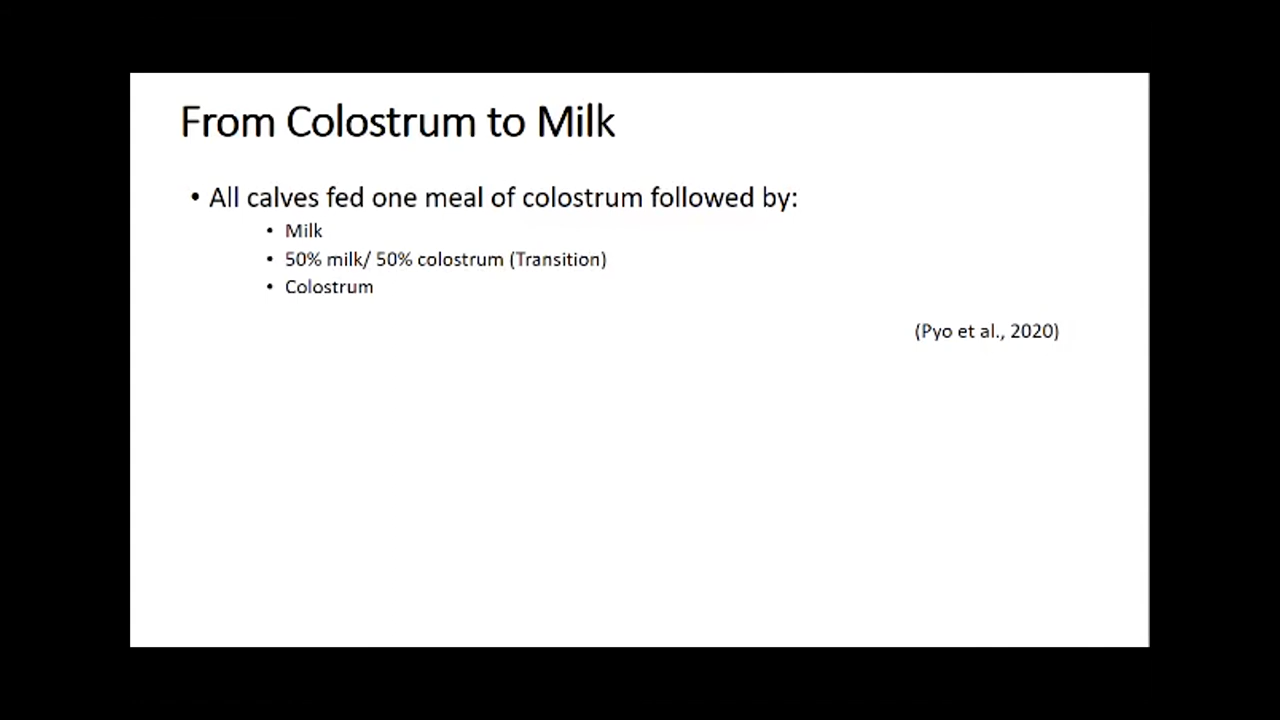 From Colostrum to Milk
• All calves fed one meal of colostrum followed by:
• Milk
• 50% milk/ 50% colostrum (Transition)
• Colostrum
(Pyo et al., 2020)